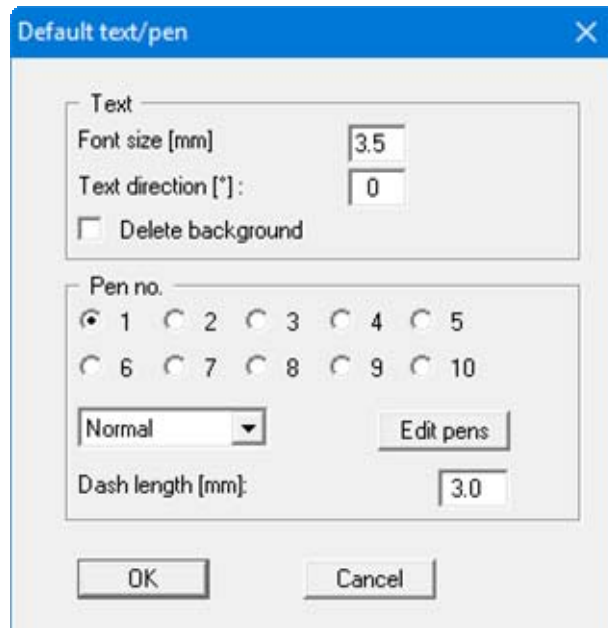 Default text/pen
Text
Font size [mm] 3.5
Text direction [°] : 0
Delete background
Pen no.
1 2 3 4 5
6 7 8 9 10
Normal Edit pens
Dash length [mm]: 3.0
OK Cancel